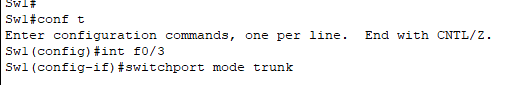 Sw1#
Sw1#conf t
Enter configuration commands, one per line.  End with CNTL/Z.
Sw1(config)#int f0/3
Sw1(config-if)#switchport mode trunk